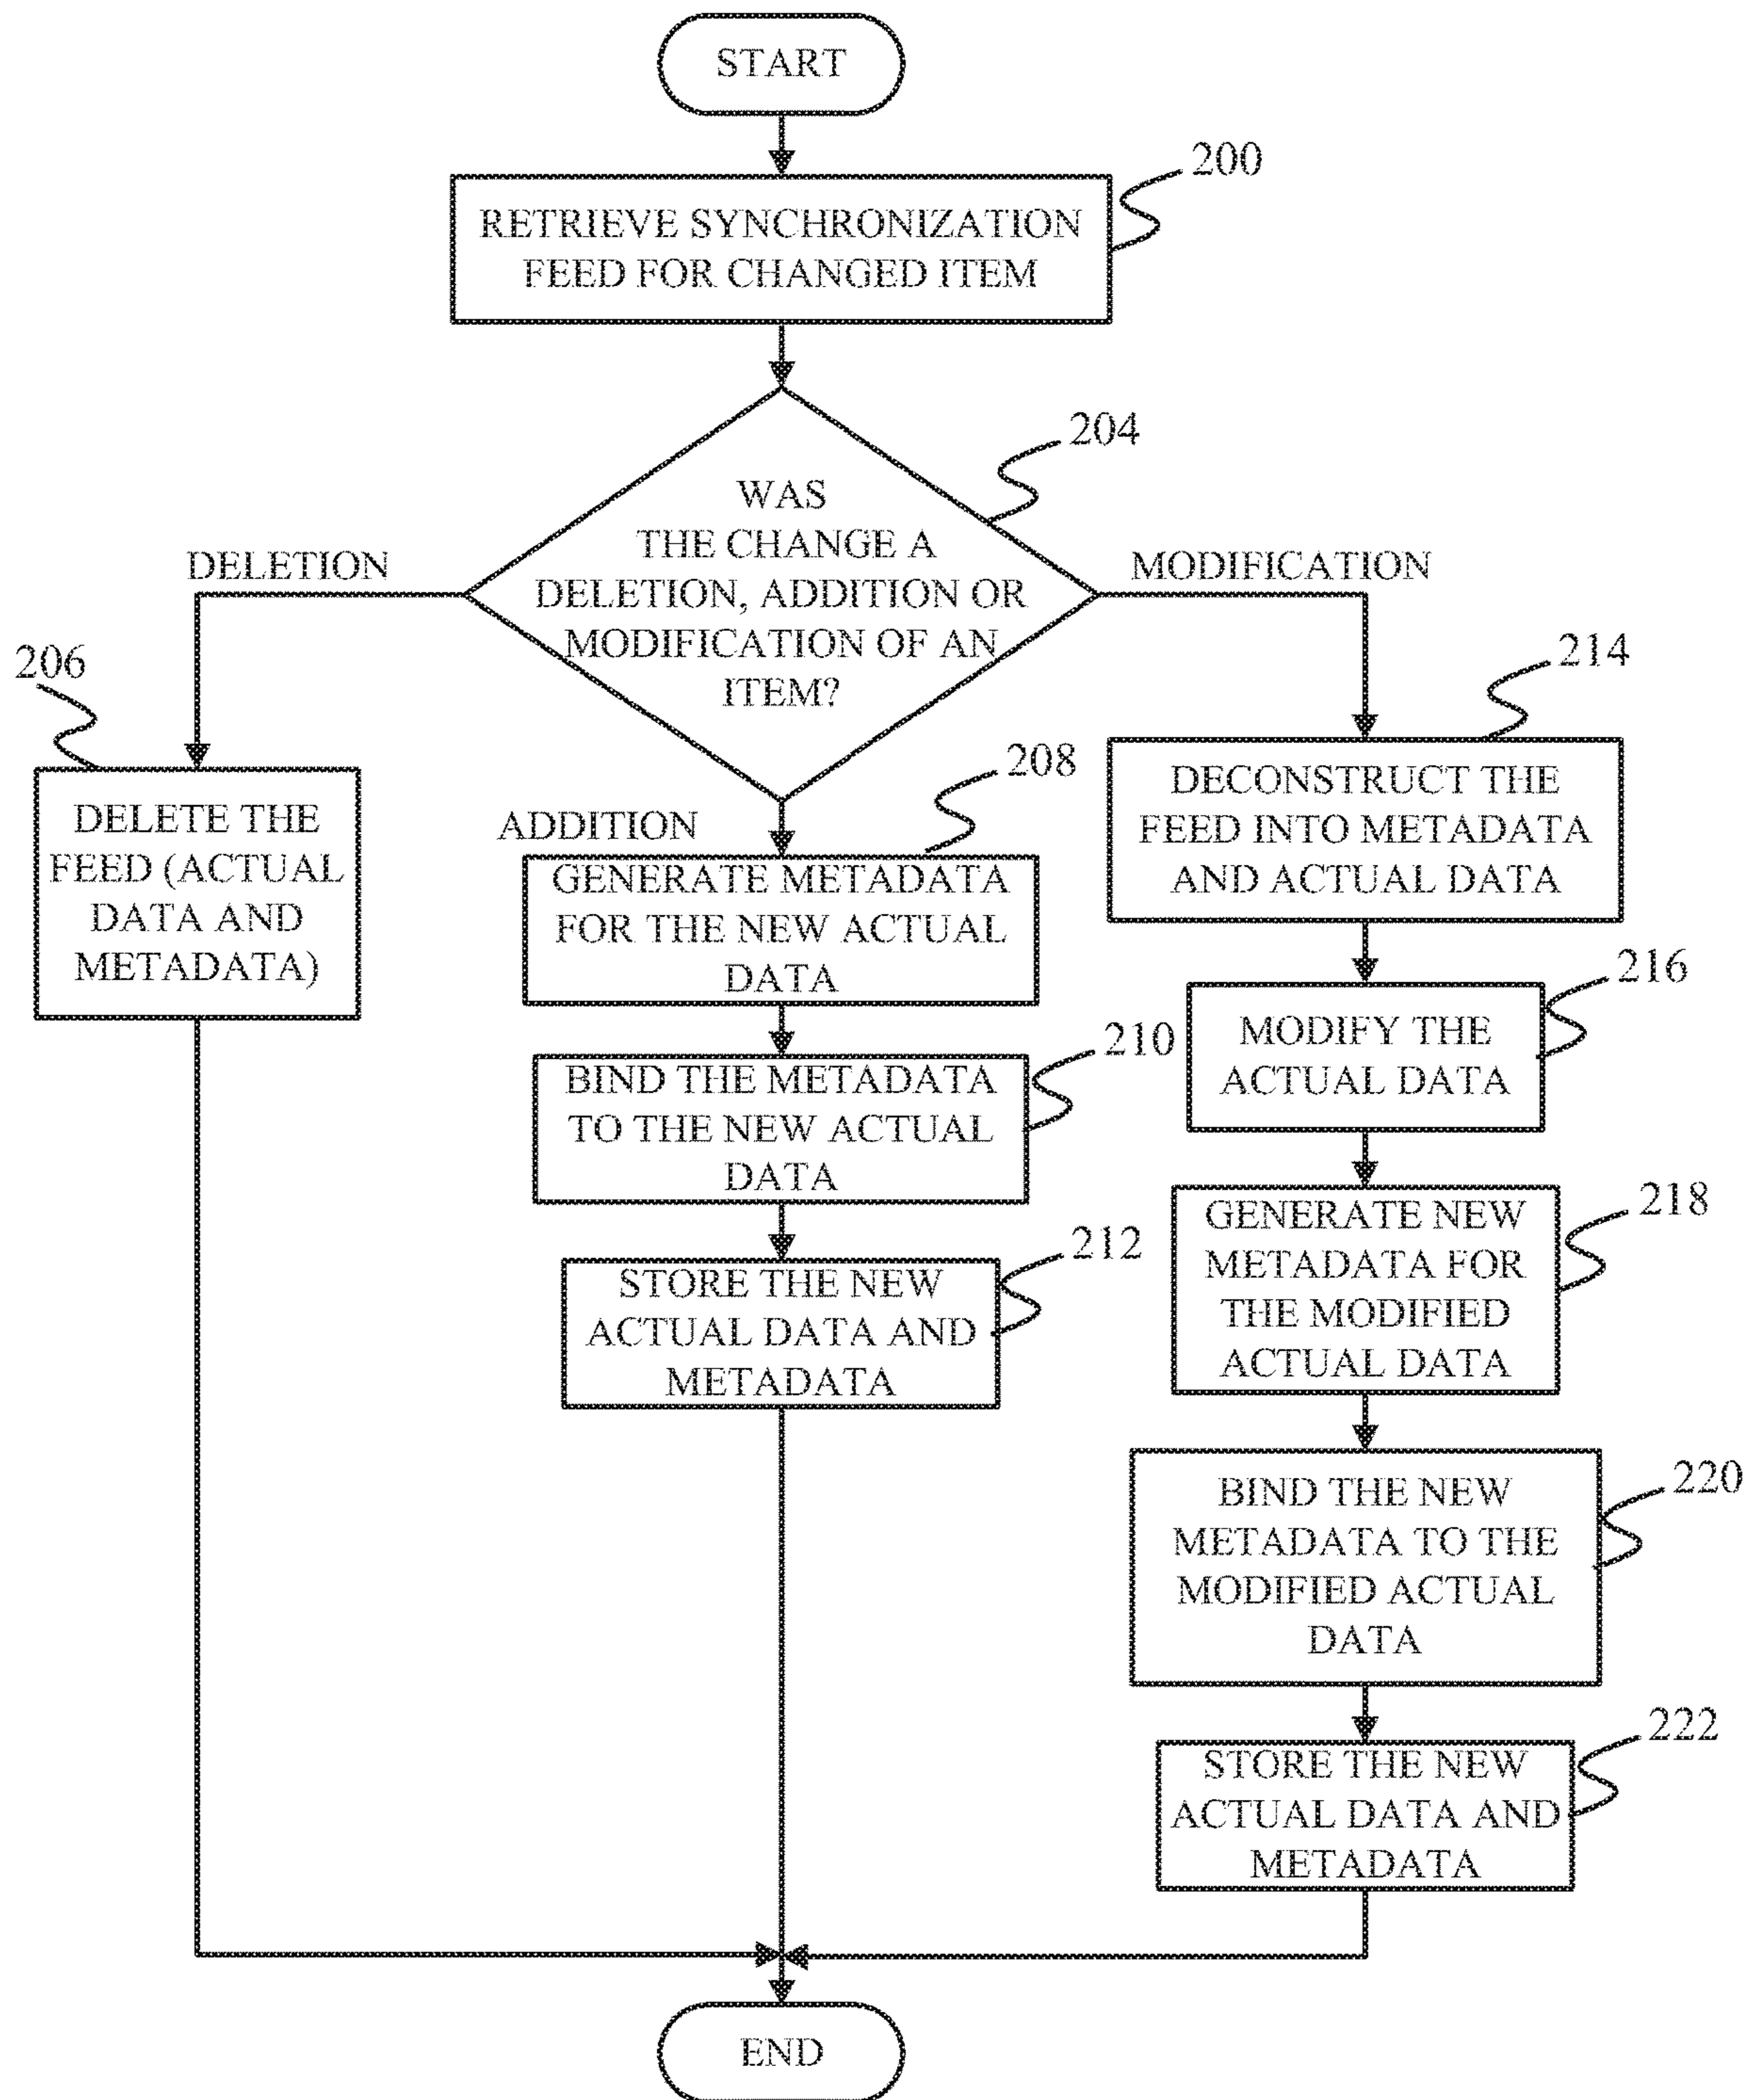 START
200
RETRIEVE SYNCHRONIZATION
FEED FOR CHANGED ITEM
204
WAS
THE CHANGE A
DELETION, ADDITION OR
MODIFICATION OF AN
ITEM?
DELETION
MODIFICATION
206
DELETE THE
FEED (ACTUAL
DATA AND
METADATA)
ADDITION
208
GENERATE METADATA
FOR THE NEW ACTUAL
DATA
210
BIND THE METADATA
TO THE NEW ACTUAL
DATA
212
STORE THE NEW
ACTUAL DATA AND
METADATA
214
DECONSTRUCT THE
FEED INTO METADATA
AND ACTUAL DATA
216
MODIFY THE
ACTUAL DATA
218
GENERATE NEW
METADATA FOR
THE MODIFIED
ACTUAL DATA
220
BIND THE NEW
METADATA TO THE
MODIFIED ACTUAL
DATA
222
STORE THE NEW
ACTUAL DATA AND
METADATA
END